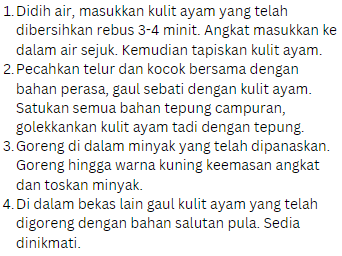 1. Didih air, masukkan kulit ayam yang telah
dibersihkan rebus 3-4 minit. Angkat masukkan ke
dalam air sejuk. Kemudian tapiskan kulit ayam.
2. Pecahkan telur dan kocok bersama dengan
bahan perasa, gaul sebati dengan kulit ayam.
Satukan semua bahan tepung campuran,
golekkankan kulit ayam tadi dengan tepung.
3. Goreng di dalam minyak yang telah dipanaskan.
Goreng hingga warna kuning keemasan angkat
dan toskan minyak.
4. Di dalam bekas lain gaul kulit ayam yang telah
digoreng dengan bahan salutan pula. Sedia
dinikmati.